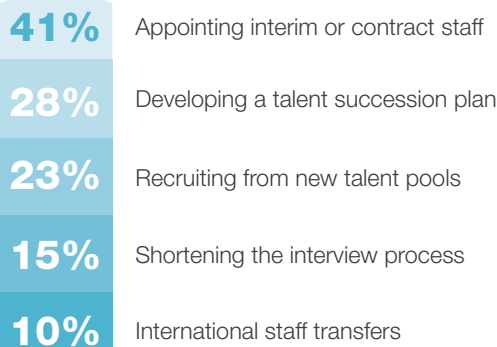 41% Appointing interim or contract staff
28% Developing a talent succession plan
23% Recruiting from new talent pools
15% Shortening the interview process
10% International staff transfers